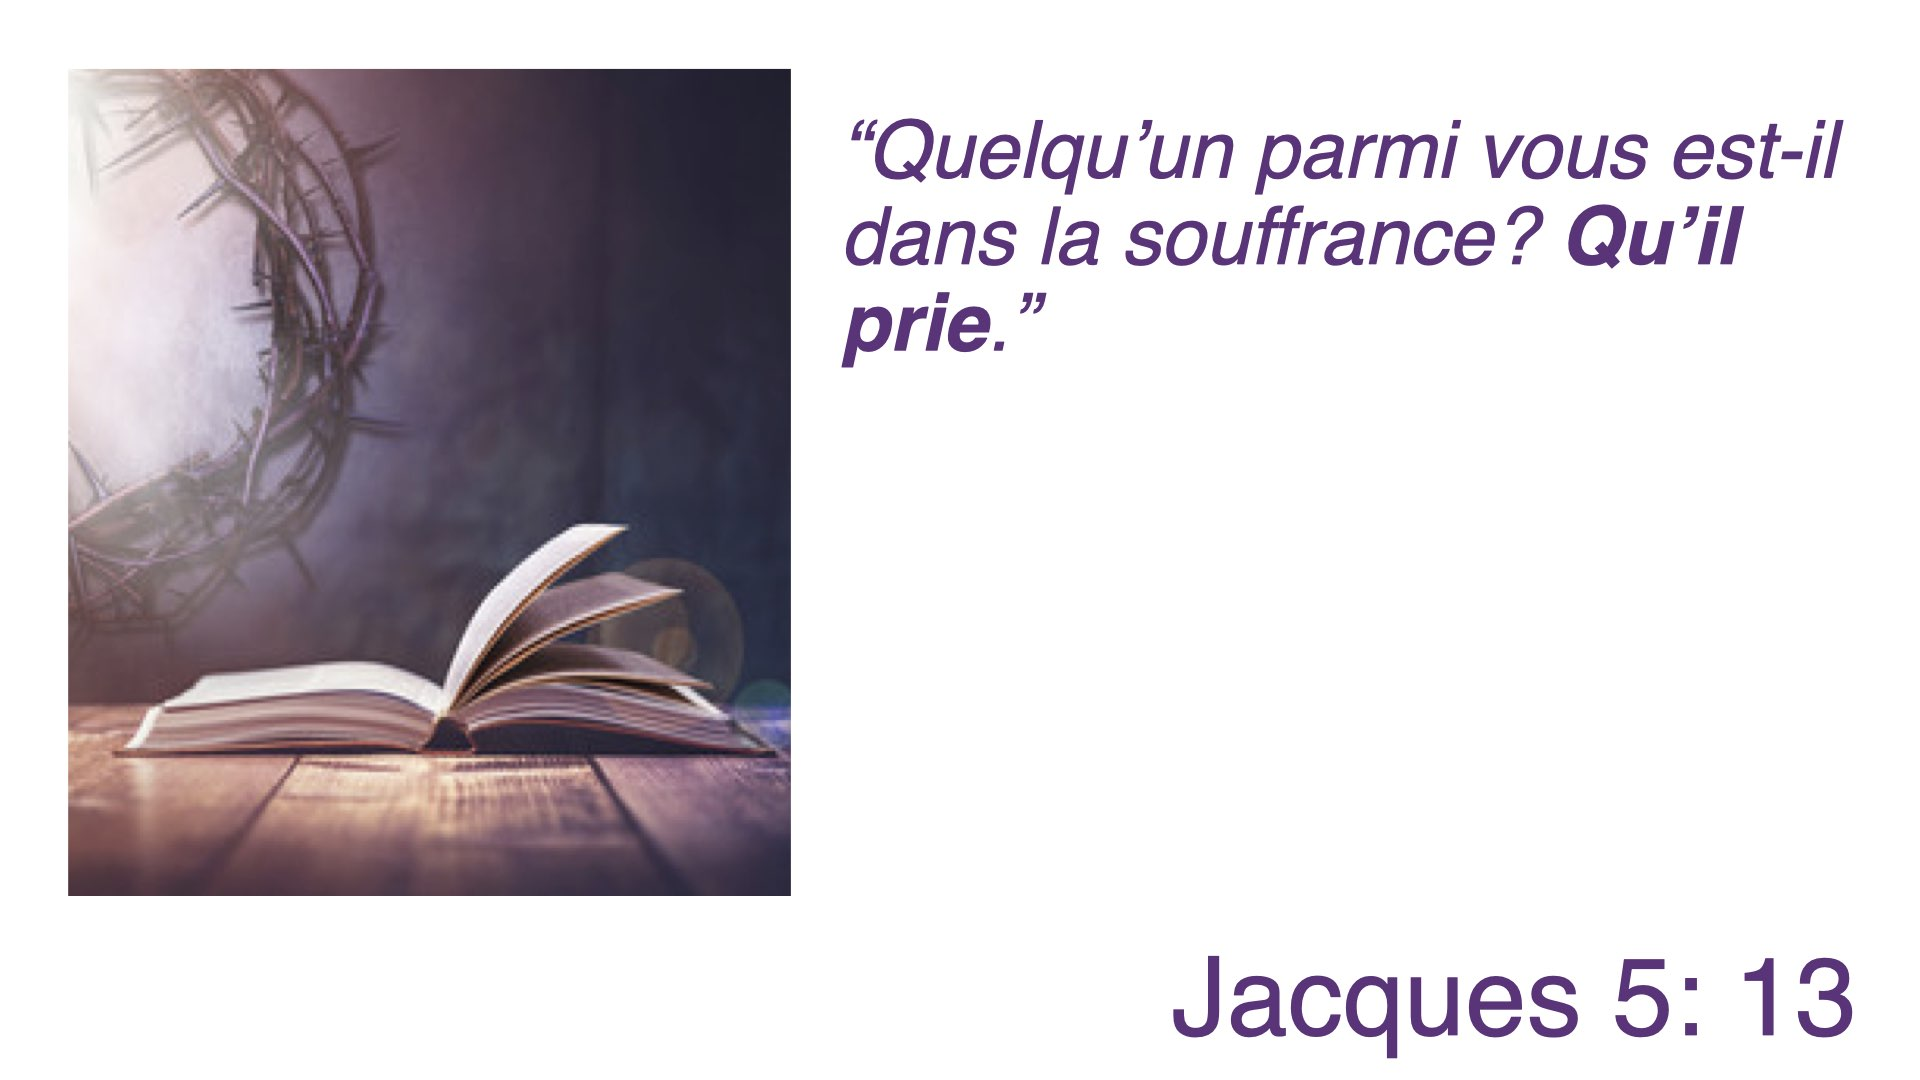 “Quelqu’un parmi vous est-il
dans la souffrance? Qu’il
prie.”
Jacques 5: 13